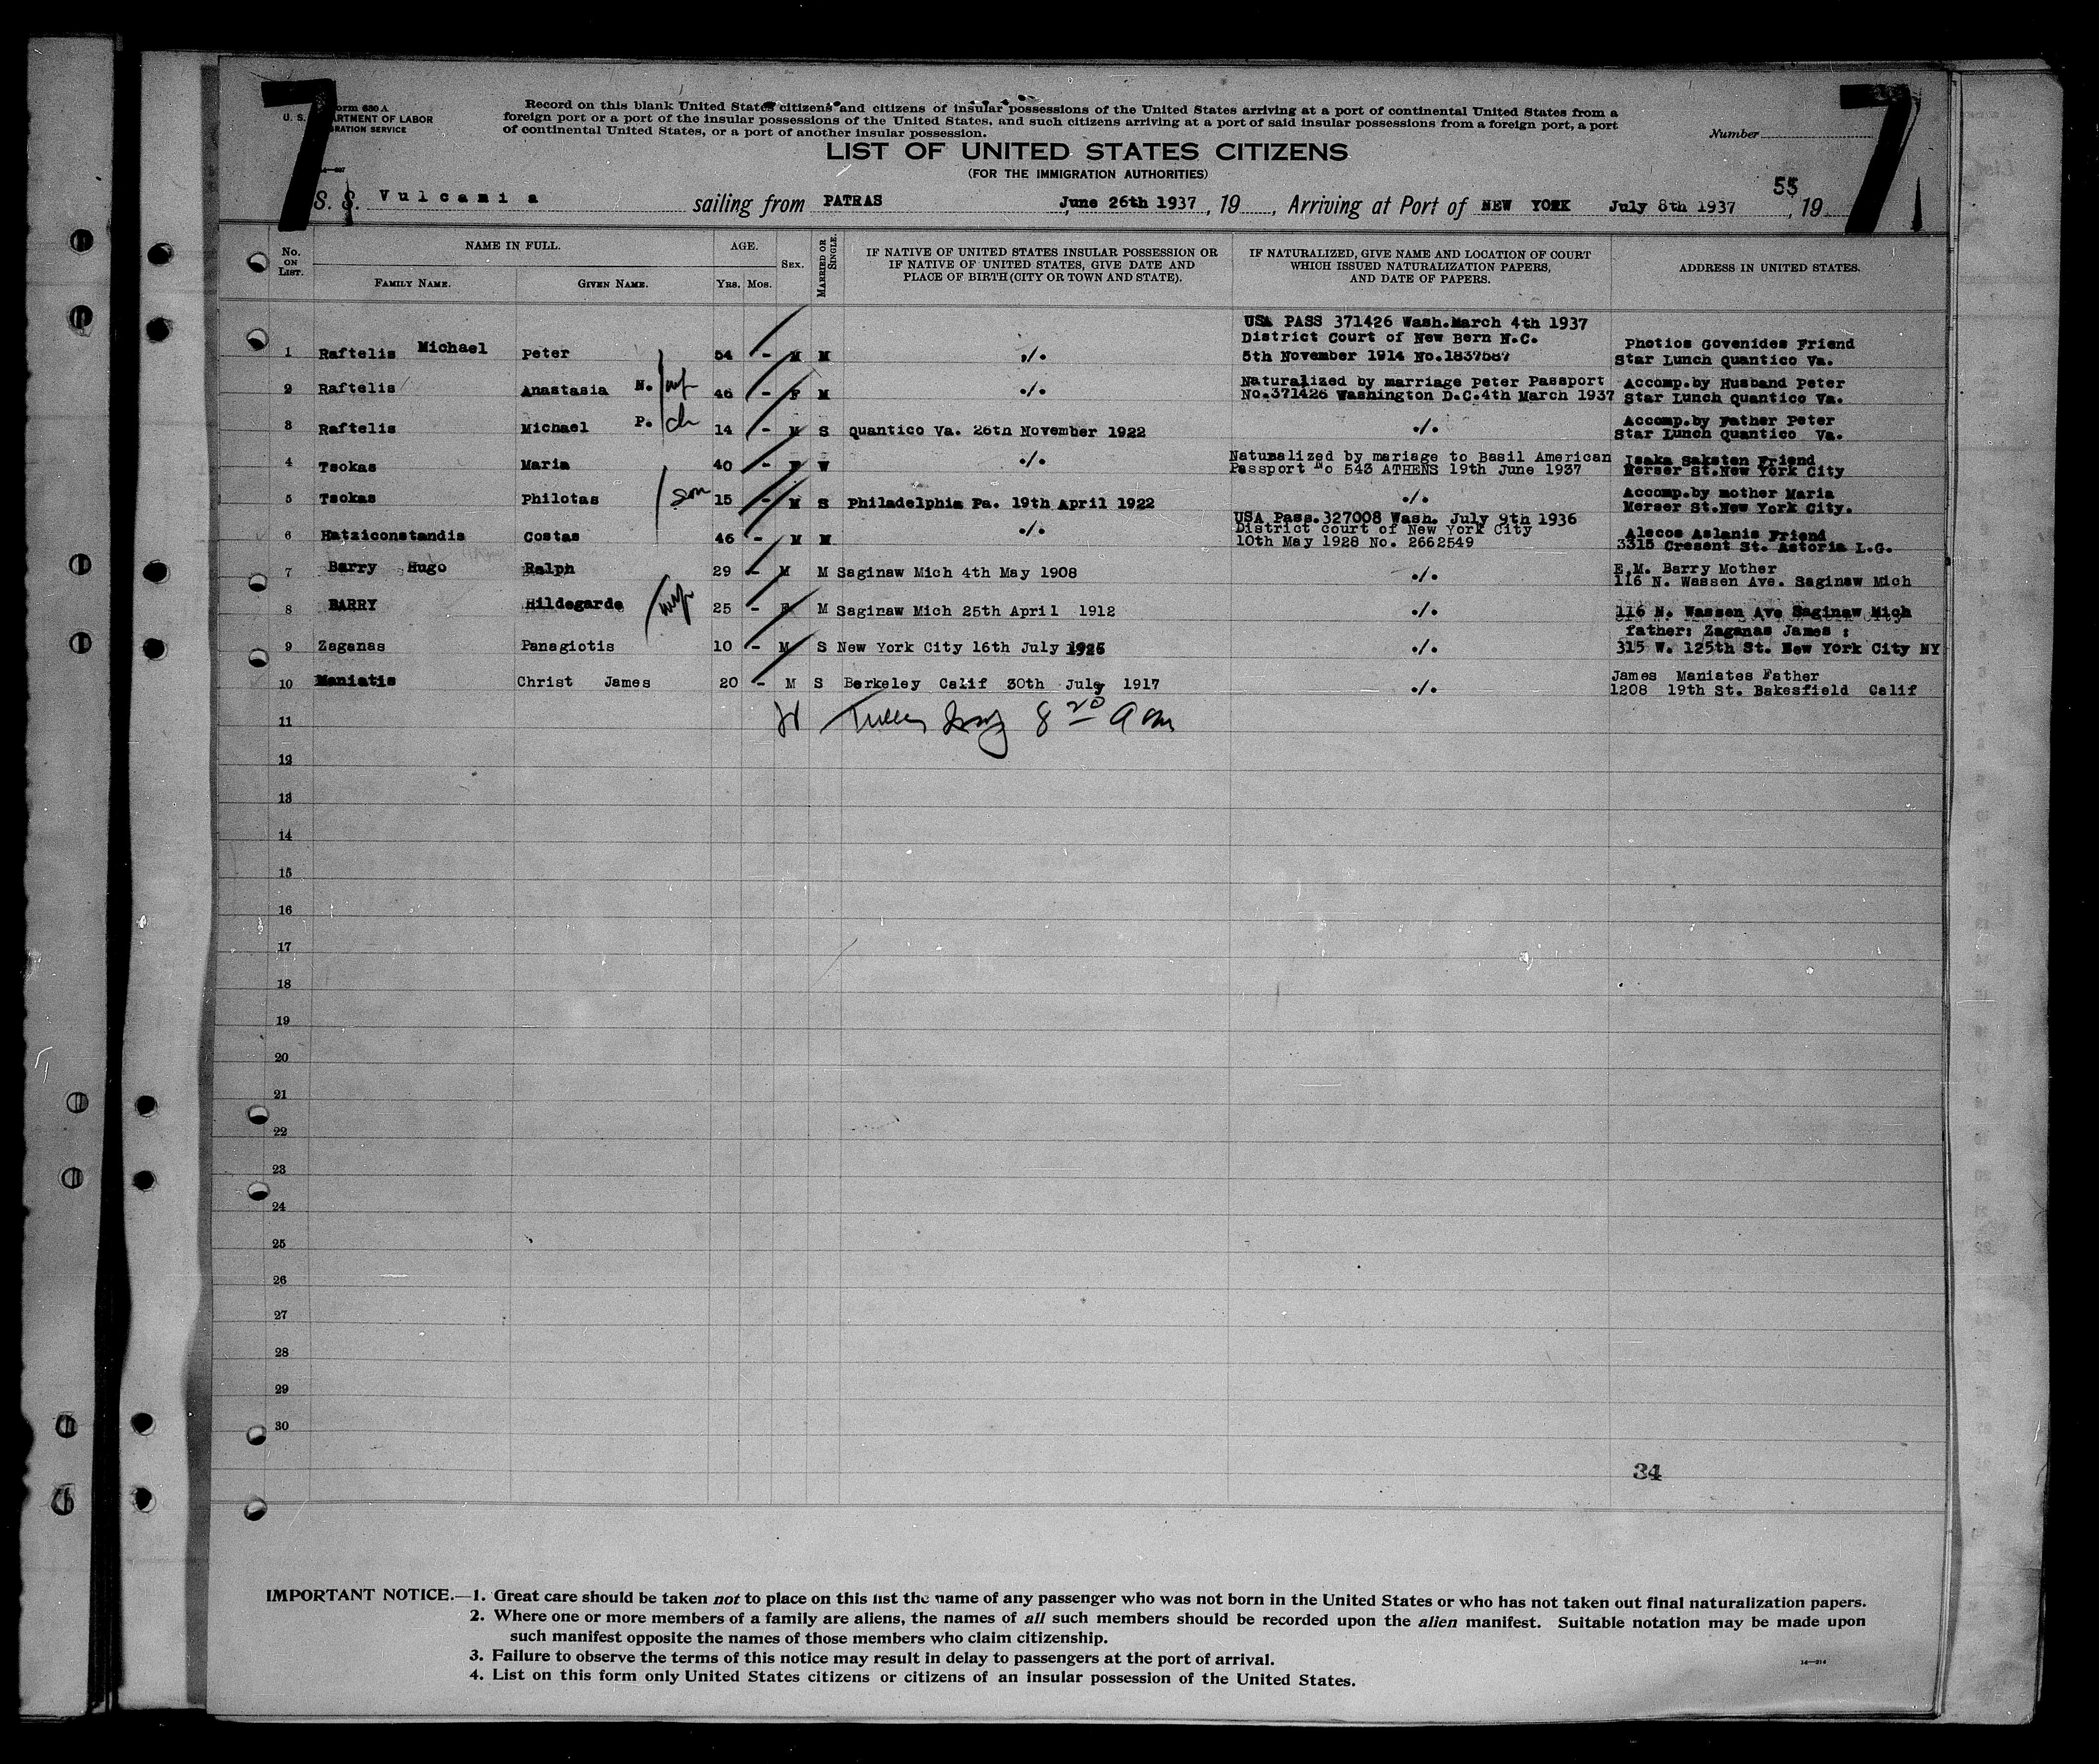 7
7
Form 630 A
U. S. DEPARTMENT OF LABOR
IMMIGRATION SERVICE
Record on this blank United States citizens and citizens of insular possessions of the United States arriving at a port of continental United States from a
foreign port or a port of the insular possessions of the United States, and such citizens arriving at a port of said insular possessions from a foreign port, a port
of continental United States, or a port of another insular possession.
Number
LIST OF UNITED STATES CITIZENS
(FOR THE IMMIGRATION AUTHORITIES)
55
S. S. Vulcania sailing from PATRAS June 26th 1937, 19 , Arriving at Port of NEW YORK July 8th 1937, 19
No. ON LIST. NAME IN FULL. FAMILY NAME. GIVEN NAME. AGE. YRS. MOS. SEX. MARRIED OR SINGLE. IF NATIVE OF UNITED STATES INSULAR POSSESSION OR IF NATIVE OF UNITED STATES, GIVE DATE AND PLACE OF BIRTH (CITY OR TOWN AND STATE). IF NATURALIZED, GIVE NAME AND LOCATION OF COURT WHICH ISSUED NATURALIZATION PAPERS, AND DATE OF PAPERS. ADDRESS IN UNITED STATES.
USA PASS 371426 Wash.March 4th 1937
District Court of New Bern N.C. Photios Govenides Friend
1 Raftelis Michael Peter 54 - M M ./. 5th November 1914 No.1837587 Star Lunch Quantico Va.
Naturalized by marriage Peter Passport Accomp.by Husband Peter
2 Raftelis Anastasia N. wf 46 - F M ./. No.371426 Washington D.C.4th March 1937 Star Lunch Quantico Va.
Accomp.by Father Peter
3 Raftelis Michael P. ch 14 - M S Quantico Va. 26th November 1922 ./. Star Lunch Quantico Va.
Naturalized by mariage to Basil American Isaka Saksten Friend
4 Tsokas Maria 40 - F W ./. Passport No 543 ATHENS 19th June 1937 Merser St.New York City
Accomp.by mother Maria
5 Tsokas Philotas son 15 - M S Philadelphia Pa. 19th April 1922 ./. Merser St.New York City.
USA Pass.327008 Wash. July 9th 1936
District court of New York City Alecos Aslanis Friend
6 Hatziconstandis Costas 46 - M M ./. 10th May 1928 No. 2662549 3315 Cresent St. Astoria L.G.
E.M. Barry Mother
7 Barry Hugo Ralph 29 - M M Saginaw Mich 4th May 1908 ./. 116 N. Wassen Ave. Saginaw Mich
8 BARRY Hildegarde wf 25 - F M Saginaw Mich 25th April 1912 ./. 116 N. Wassen Ave Saginaw Mich
father: Zaganas James :
9 Zaganas Panagiotis 10 - M S New York City 16th July 1926 ./. 315 W. 125th St. New York City NY
James Maniates Father
10 Maniatis Christ James 20 - M S Berkeley Calif 30th July 1917 ./. 1208 19th St. Bakesfield Calif
11 8 20 am
12
13
14
15
16
17
18
19
20
21
22
23
24
25
26
27
28
29
30
34
IMPORTANT NOTICE.—1. Great care should be taken not to place on this list the name of any passenger who was not born in the United States or who has not taken out final naturalization papers.
2. Where one or more members of a family are aliens, the names of all such members should be recorded upon the alien manifest. Suitable notation may be made upon
such manifest opposite the names of those members who claim citizenship.
3. Failure to observe the terms of this notice may result in delay to passengers at the port of arrival.
4. List on this form only United States citizens or citizens of an insular possession of the United States.